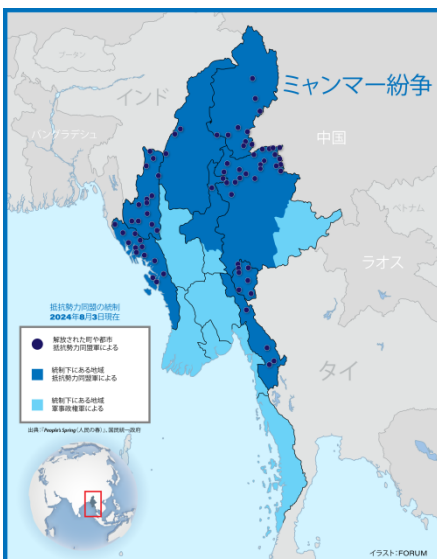 ブータン
ミャンマー紛争
インド
バングラデシュ
中国
ベトナム
ラオス
タイ
抵抗勢力同盟の統制
2024年8月3日現在
解放された町や都市
抵抗勢力同盟軍による
統制下にある地域
抵抗勢力同盟軍による
統制下にある地域
軍事政権軍による
出典:「People's Spring(人民の春)」、国民統一政府
イラスト:FORUM